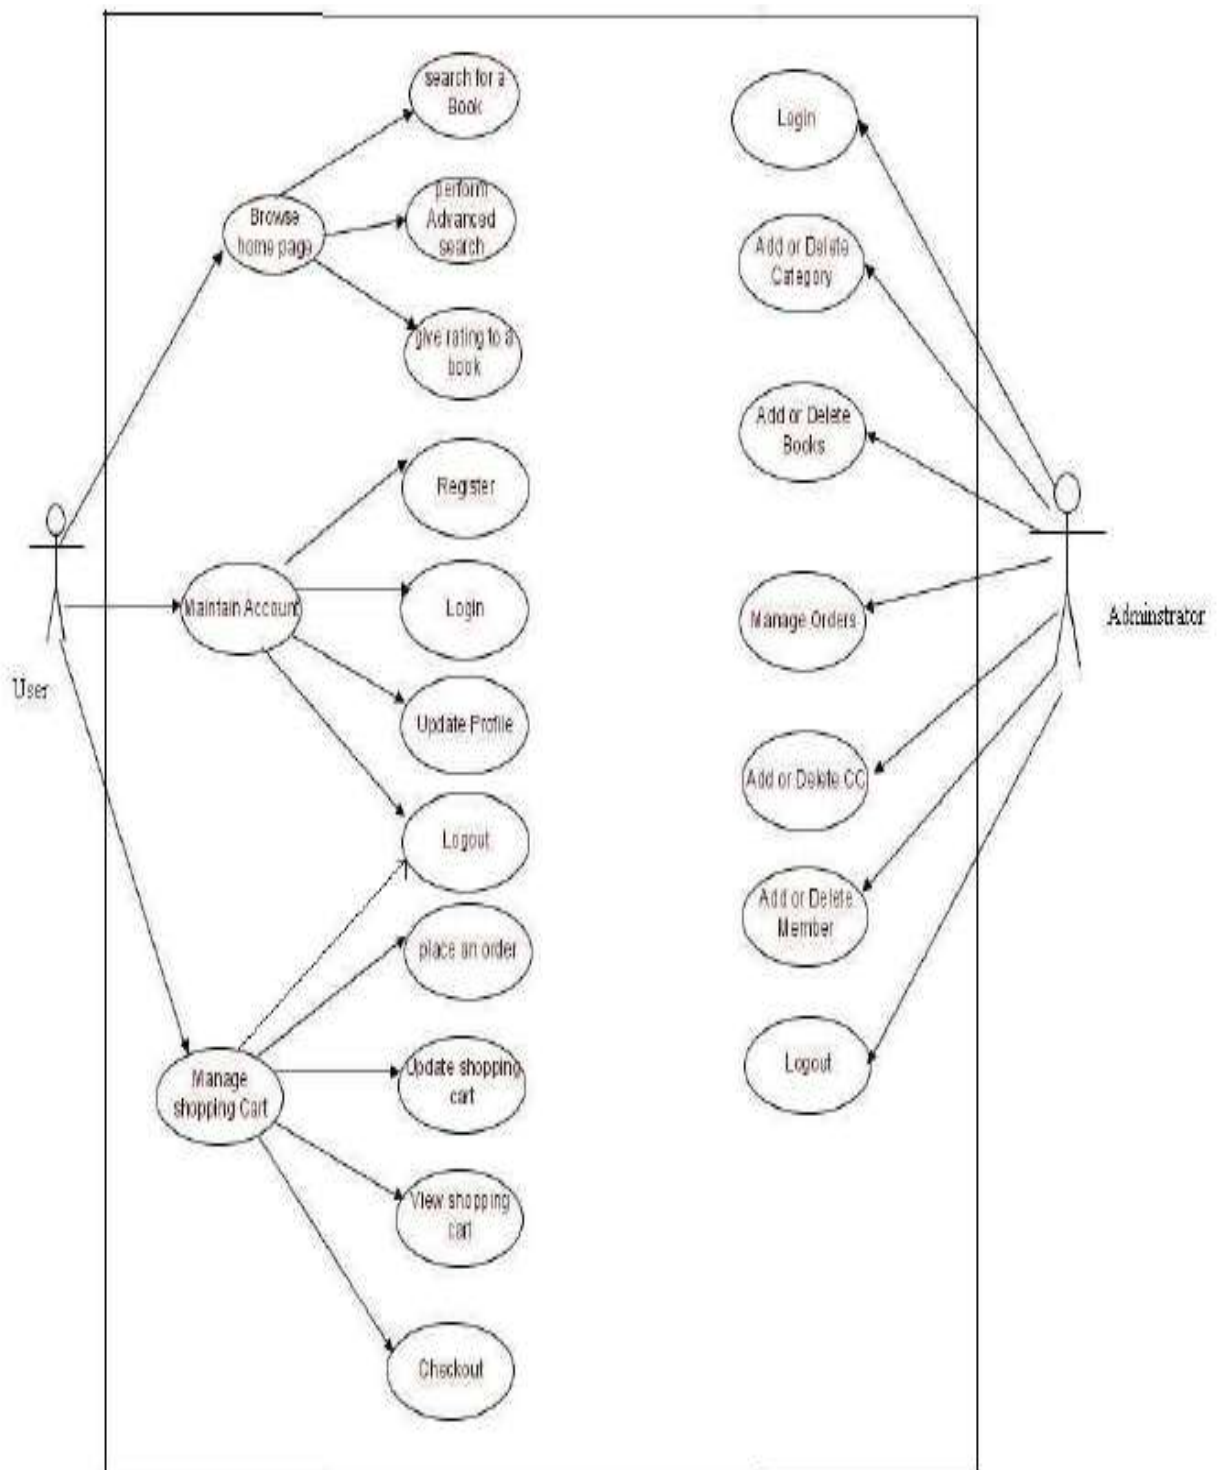 search for a
Book
perform
Advanced
search
Browse
home page
give rating to a
book
Register
Maintain Account
Login
Update Profile
Logout
place an order
Manage
shopping Cart
Update shopping
cart
View shopping
cart
Checkout
User
Login
Add or Delete
Category
Add or Delete
Books
Manage Orders
Add or Delete CC
Add or Delete
Member
Logout
Adminstrator